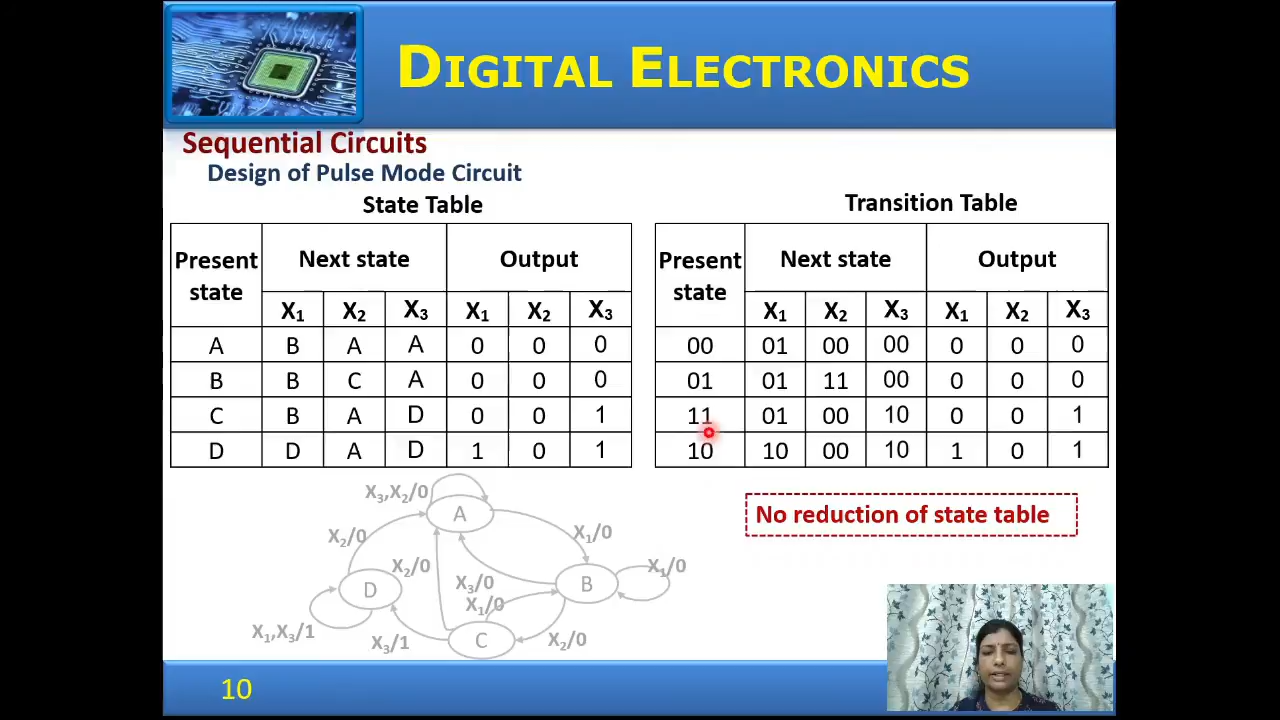 DIGITAL ELECTRONICS
Sequential Circuits
Design of Pulse Mode Circuit
State Table
Present state Next state Output
X1 X2 X3 X1 X2 X3
A B A A 0 0 0
B B C A 0 0 0
C B A D 0 0 1
D D A D 1 0 1
Transition Table
Present state Next state Output
X1 X2 X3 X1 X2 X3
00 01 00 00 0 0 0
01 01 11 00 0 0 0
11 01 00 10 0 0 1
10 10 00 10 1 0 1
No reduction of state table
X3,X2/0
A
X2/0
X1/0
X2/0
X1/0
D
X3/0
B
X1/0
X1,X3/1
X3/1
C
X2/0
10